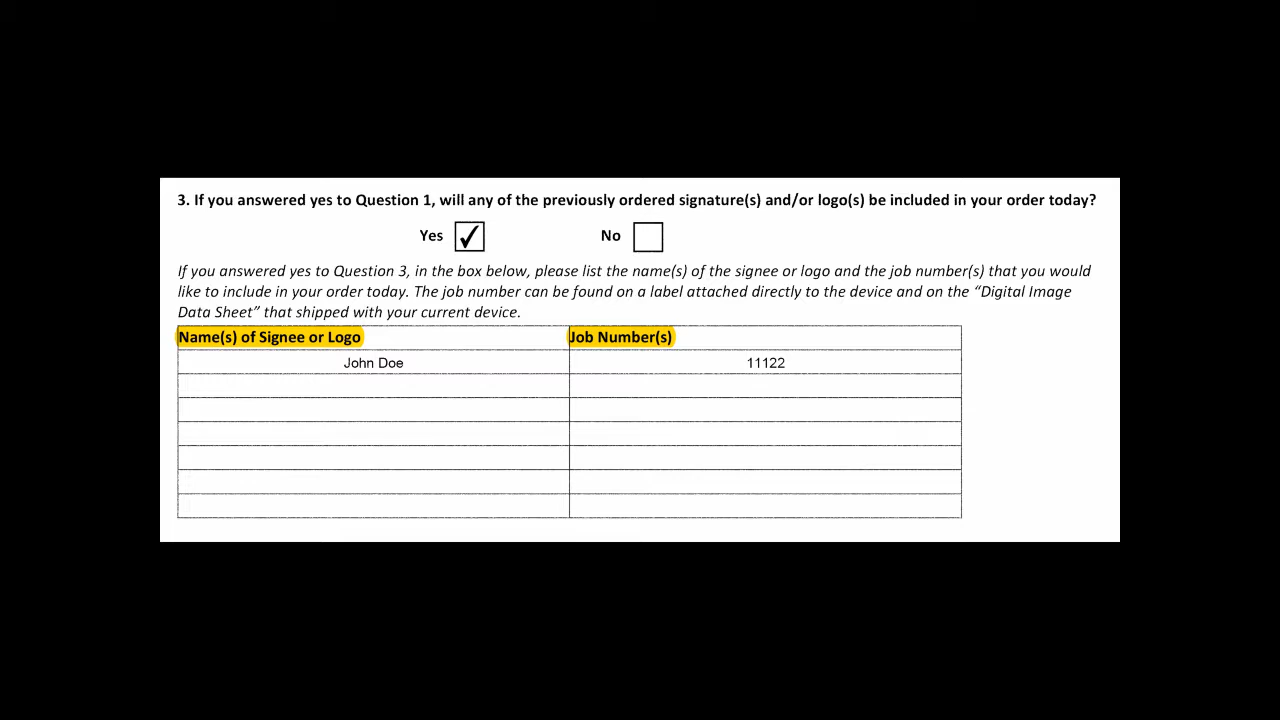 3. If you answered yes to Question 1, will any of the previously ordered signature(s) and/or logo(s) be included in your order today?
Yes ✓ No
If you answered yes to Question 3, in the box below, please list the name(s) of the signee or logo and the job number(s) that you would
like to include in your order today. The job number can be found on a label attached directly to the device and on the “Digital Image
Data Sheet” that shipped with your current device.
Name(s) of Signee or Logo Job Number(s)
John Doe 11122